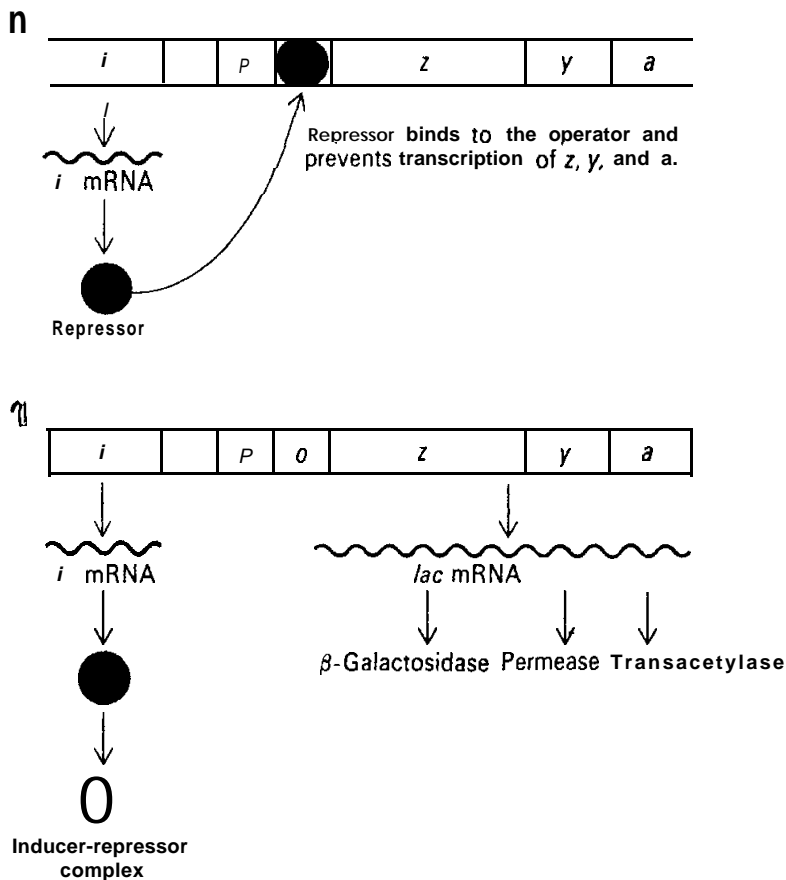 n
i P z y a
i mRNA
Repressor
Repressor binds to the operator and
prevents transcription of z, y, and a.
i P o z y a
i mRNA
lac mRNA
β-Galactosidase Permease Transacetylase
Inducer-repressor
complex